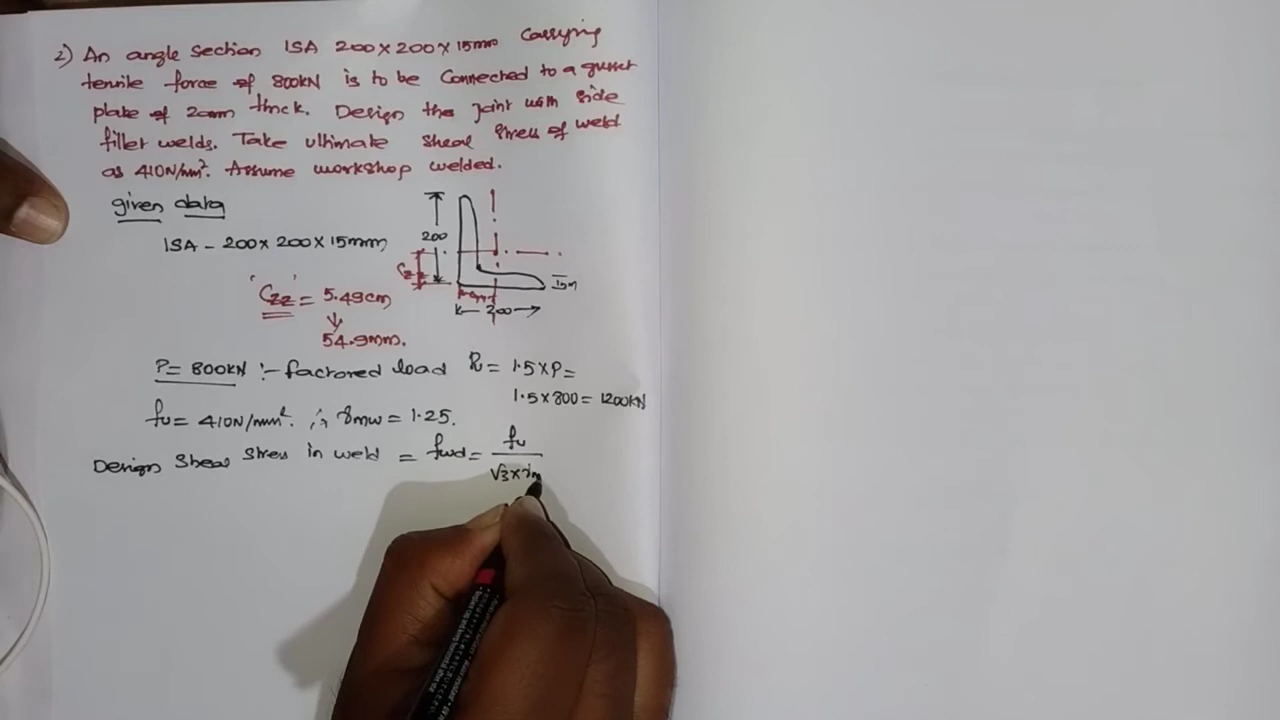 2) An angle section ISA 200×200×15mm Carrying
tensile force of 800kN is to be Connected to a gusset
plate of 20mm thick. Design the joint with side
fillet welds. Take ultimate shear stress of weld
as 410N/mm². Assume workshop welded.
given data
ISA - 200×200×15mm
200
Czz
15m
200
'Czz' = 5.49cm
↓
54.9mm.
P= 800kN :- factored load R = 1.5×P=
1.5×800= 1200kN
fu= 410N/mm². ∴ γmw = 1.25.
Design Shear Stress in weld = fwd= fu
√3×γm